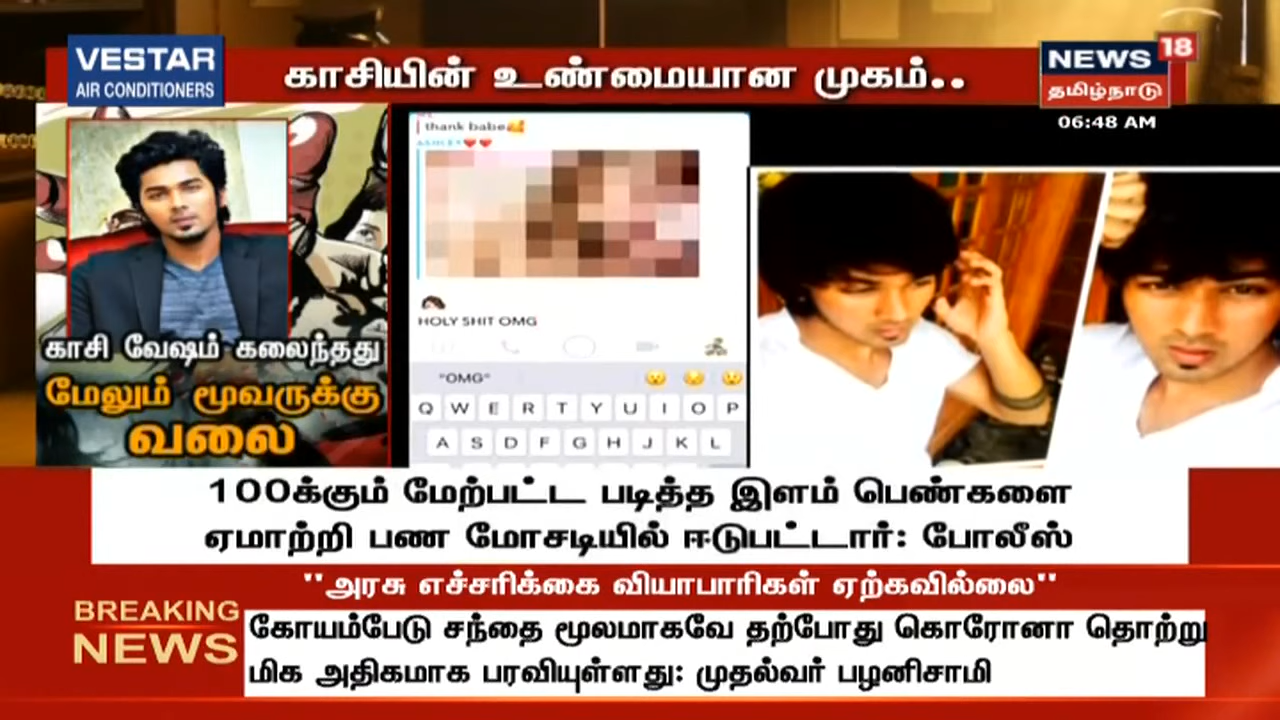 VESTAR
AIR CONDITIONERS
காசியின் உண்மையான முகம்..
NEWS 18
தமிழ்நாடு
06:48 AM
காசி வேஷம் கலைந்தது
மேலும் மூவருக்கு
வலை
thank babe🥰
ASHLEY❤️❤️
HOLY SHIT OMG
"OMG" 😮 😢 😯
Q W E R T Y U I O P
A S D F G H J K L
100க்கும் மேற்பட்ட படித்த இளம் பெண்களை
ஏமாற்றி பண மோசடியில் ஈடுபட்டார்: போலீஸ்
"அரசு எச்சரிக்கை வியாபாரிகள் ஏற்கவில்லை"
BREAKING
NEWS
கோயம்பேடு சந்தை மூலமாகவே தற்போது கொரோனா தொற்று
மிக அதிகமாக பரவியுள்ளது: முதல்வர் பழனிசாமி